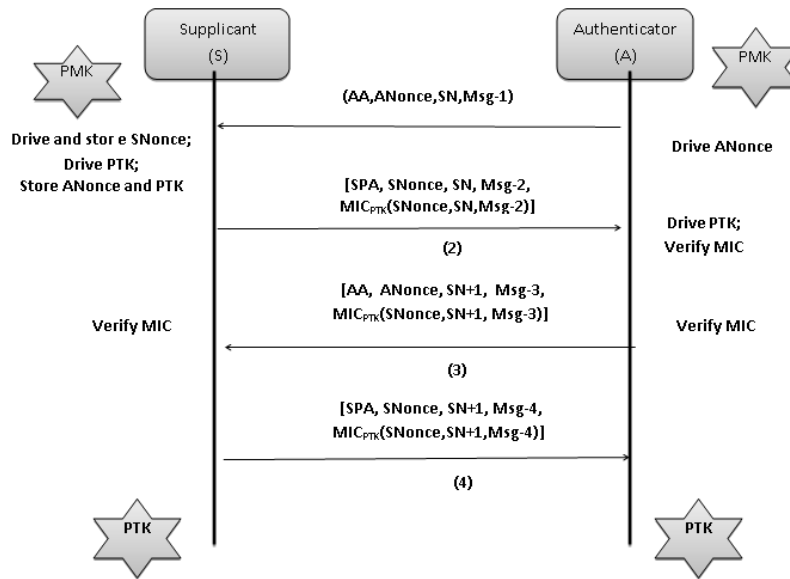 Supplicant
(S)
Authenticator
(A)
PMK
PMK
(AA,ANonce,SN,Msg-1)
Drive and stor e SNonce;
Drive PTK;
Store ANonce and PTK
Drive ANonce
[SPA, SNonce, SN, Msg-2,
MICPTK(SNonce,SN,Msg-2)]
(2)
Drive PTK;
Verify MIC
[AA, ANonce, SN+1, Msg-3,
MICPTK(SNonce,SN+1, Msg-3)]
Verify MIC
Verify MIC
(3)
[SPA, SNonce, SN+1, Msg-4,
MICPTK(SNonce,SN+1,Msg-4)]
(4)
PTK
PTK